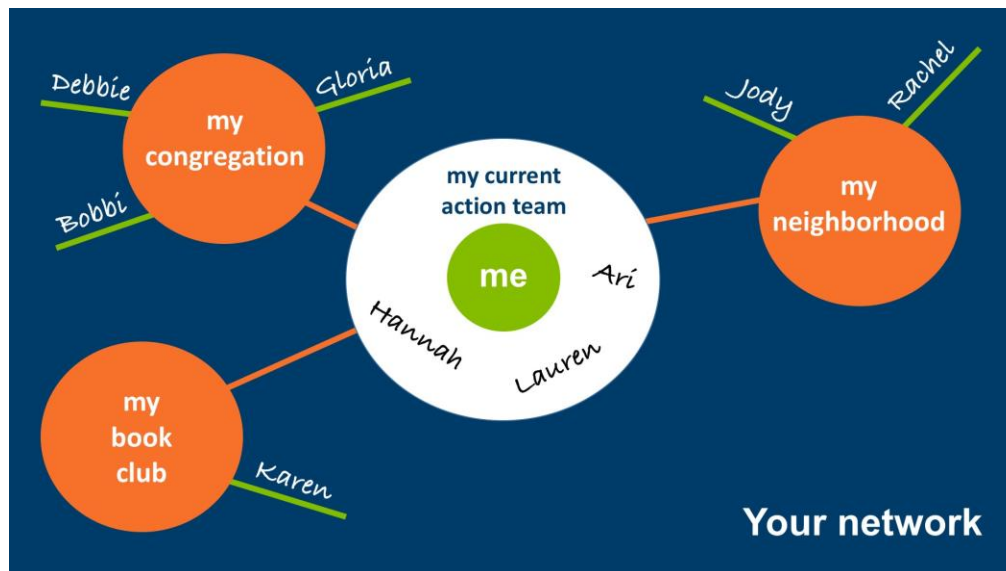 Debbie
Gloria
my
congregation
Bobbi
Jody
Rachel
my
neighborhood
my current
action team
me
Ari
Hannah
Lauren
my
book
club
Karen
Your network